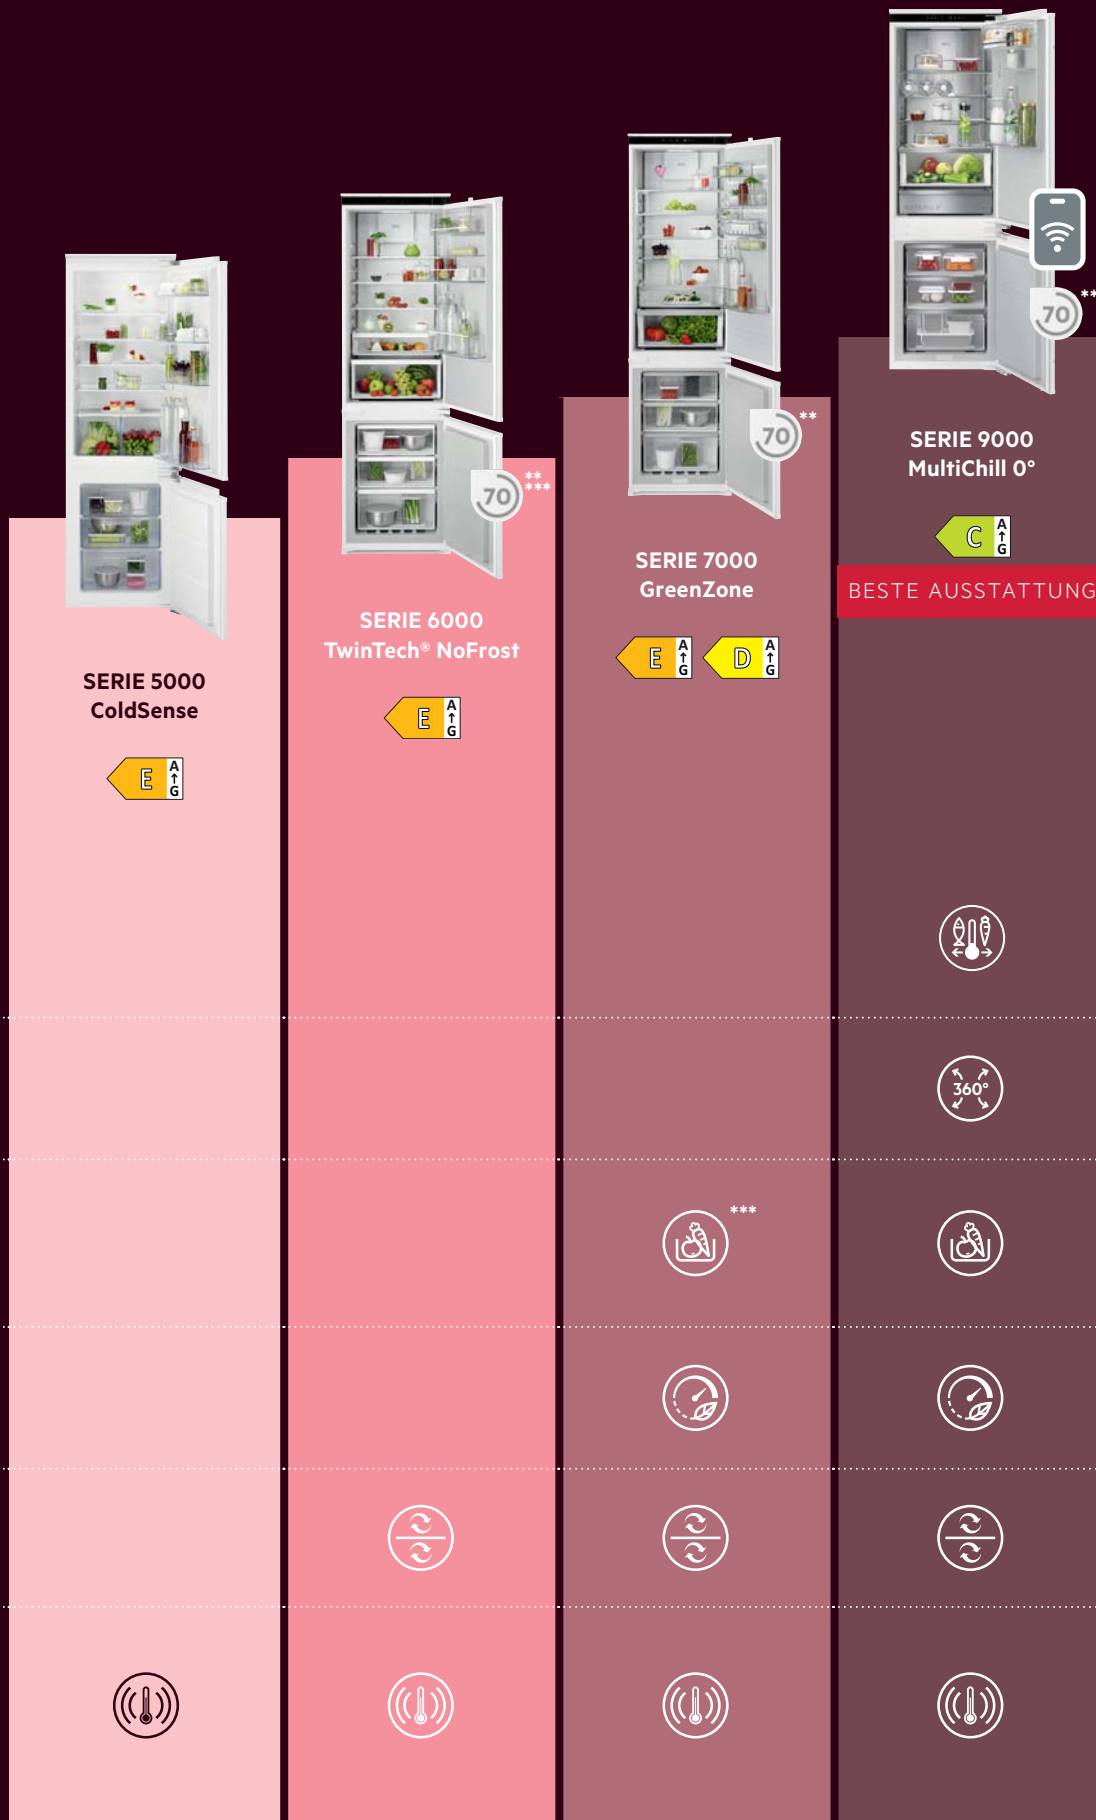 70 **
SERIE 9000
MultiChill 0°
C A↑G
BESTE AUSSTATTUNG
70 **
SERIE 7000
GreenZone
E A↑G D A↑G
70 **
***
SERIE 6000
TwinTech® NoFrost
E A↑G
SERIE 5000
ColdSense
E A↑G
360°
***